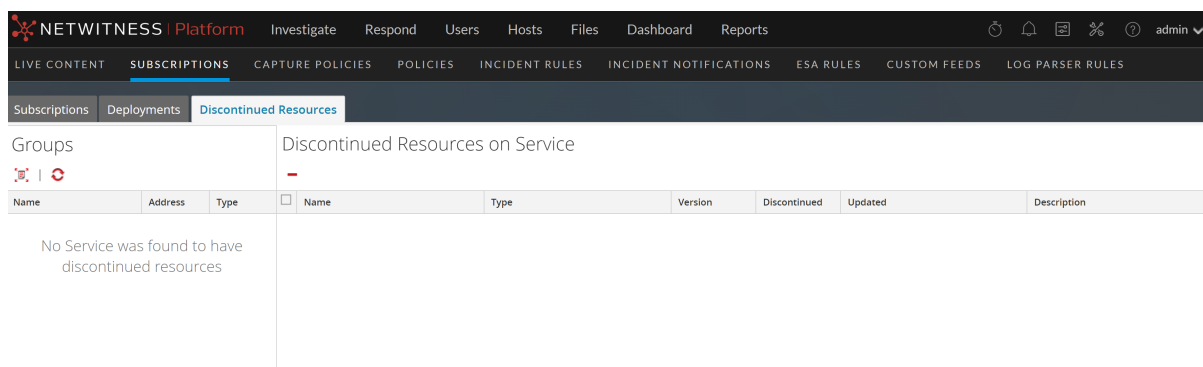 NETWITNESS | Platform Investigate Respond Users Hosts Files Dashboard Reports admin
LIVE CONTENT SUBSCRIPTIONS CAPTURE POLICIES POLICIES INCIDENT RULES INCIDENT NOTIFICATIONS ESA RULES CUSTOM FEEDS LOG PARSER RULES
Subscriptions Deployments Discontinued Resources
Groups
Discontinued Resources on Service
Name Address Type
Name Type Version Discontinued Updated Description
No Service was found to have
discontinued resources